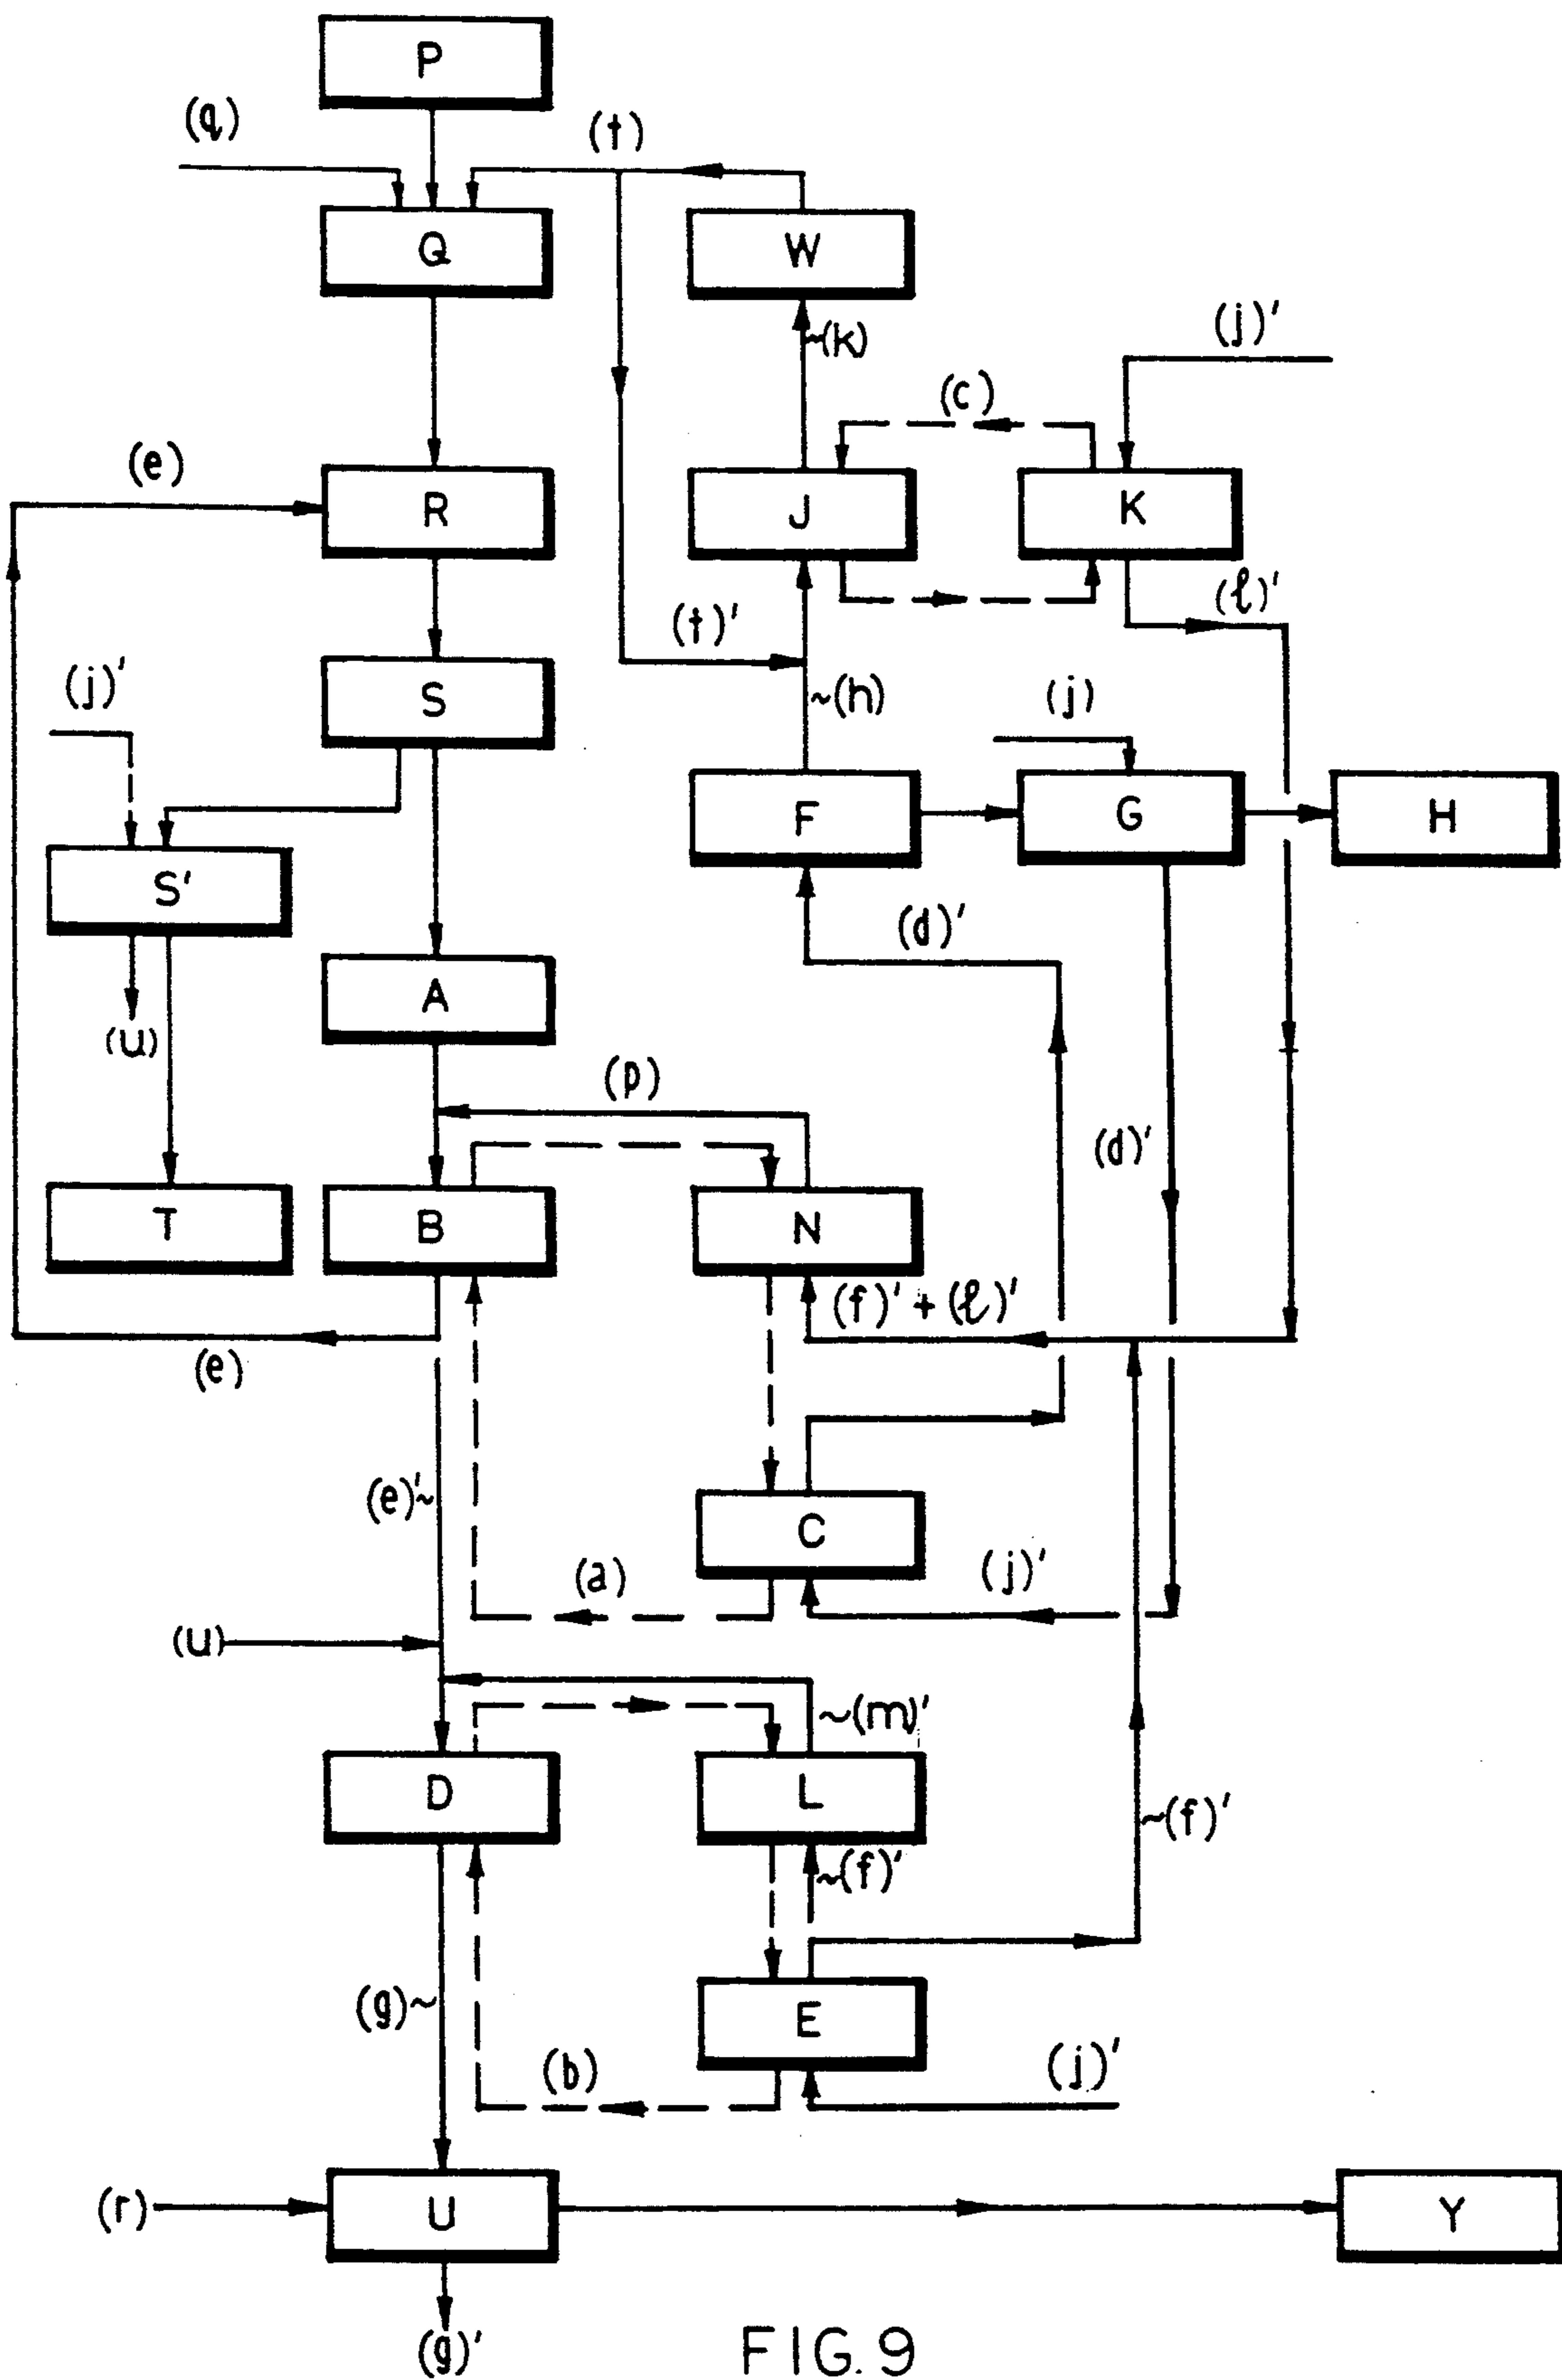 P
(q)
(t)
Q
W
~(k)
(j)'
(c)
(e)
R
J
K
(ℓ)'
(t)'
(j)'
S
~(h)
(j)
F
G
H
S'
(d)'
A
(u)
(p)
(d)'
T
B
N
(f)' + (ℓ)'
(e)
(e)'~
C
(a)
(j)'
(u)
~(m)'
D
L
~(f)'
~(f)'
(g)~
E
(b)
(j)'
(r)
U
Y
(g)'
FIG. 9